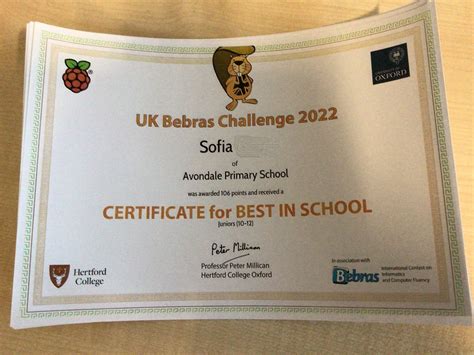 UNIVERSITY OF
OXFORD
UK Bebras Challenge 2022
Sofia
of
Avondale Primary School
was awarded 106 points and received a
CERTIFICATE for BEST IN SCHOOL
Juniors (10-12)
Peter Millican
Professor Peter Millican
Hertford College Oxford
Hertford
College
In association with
Bebras
International Contest on
Informatics
and Computer Fluency